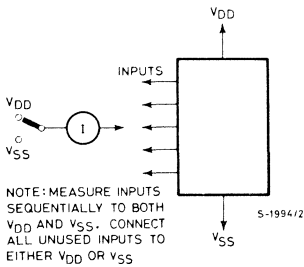 VDD
INPUTS
VDD
I
VSS
NOTE: MEASURE INPUTS
SEQUENTIALLY TO BOTH
VDD AND VSS. CONNECT
ALL UNUSED INPUTS TO
EITHER VDD OR VSS
S-1994/2
VSS